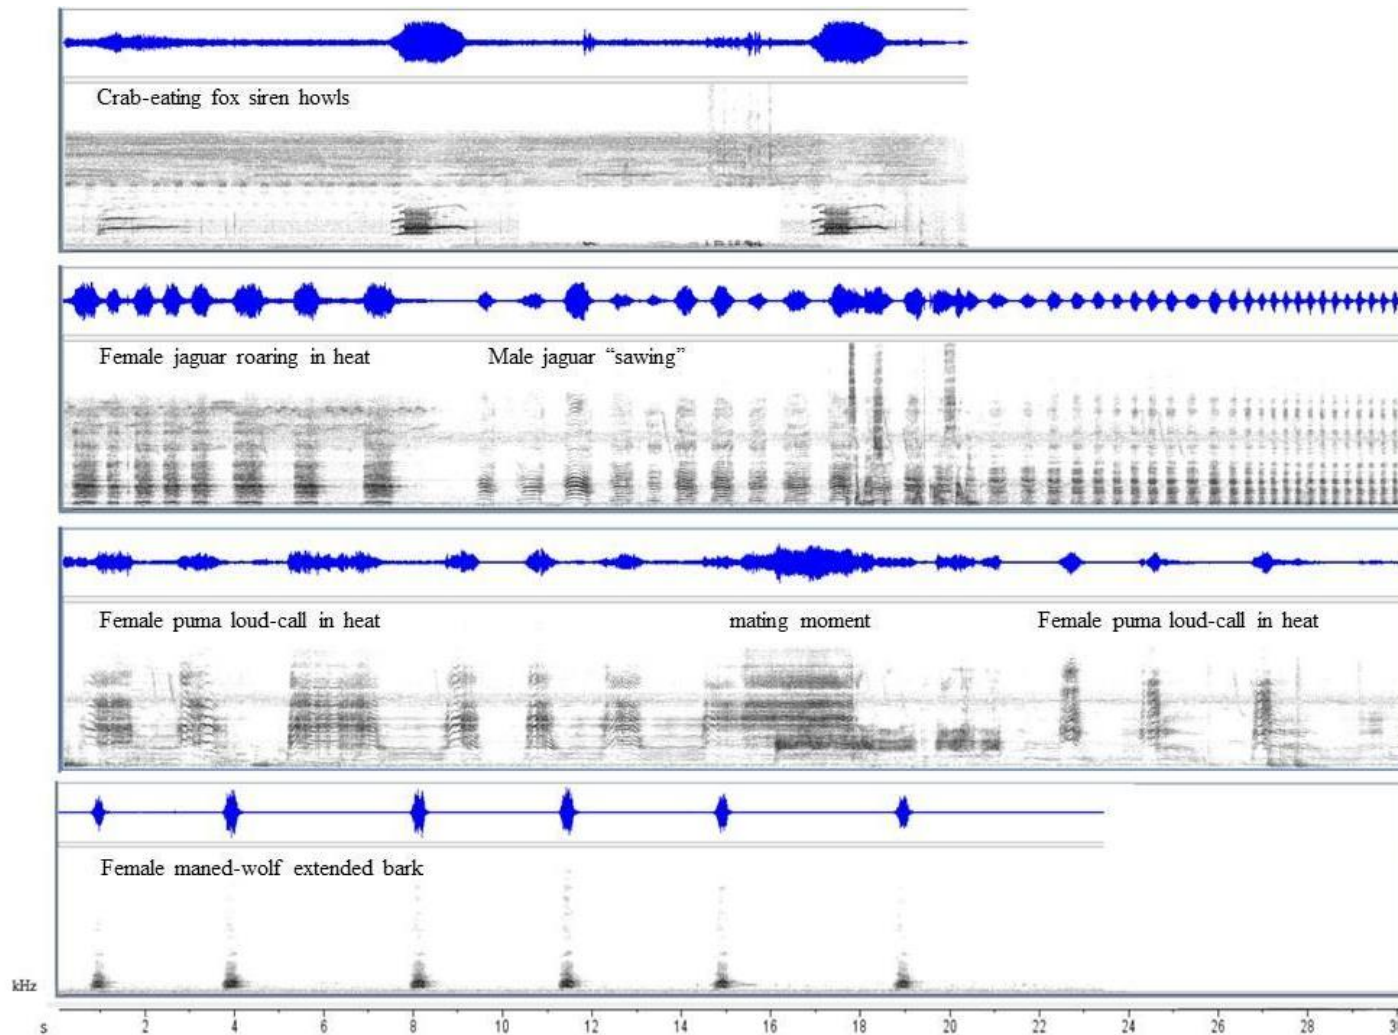 Crab-eating fox siren howls
Female jaguar roaring in heat Male jaguar “sawing”
Female puma loud-call in heat mating moment Female puma loud-call in heat
Female maned-wolf extended bark
kHz
s 2 4 6 8 10 12 14 16 18 20 22 24 26 28